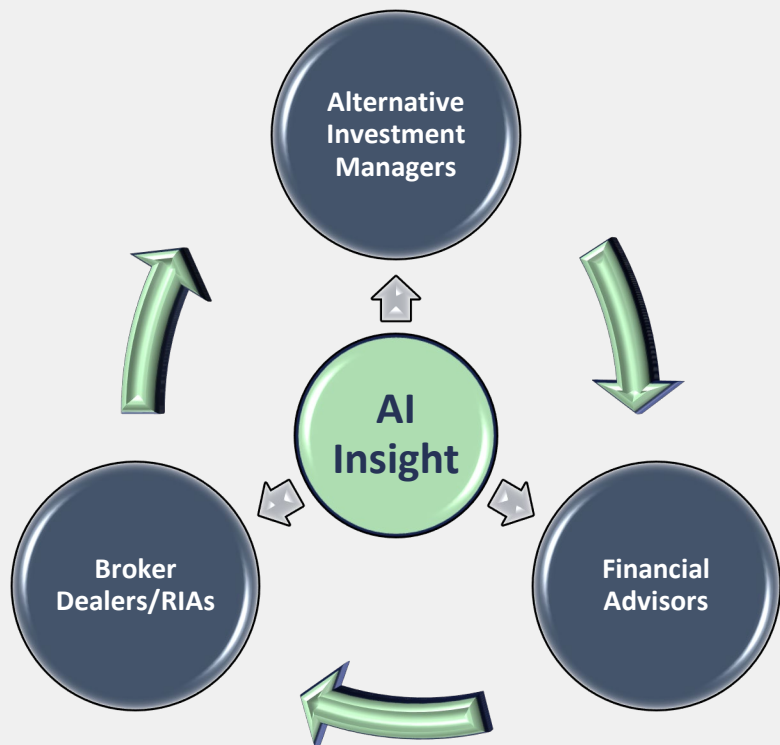 Alternative
Investment
Managers
AI
Insight
Broker
Dealers/RIAs
Financial
Advisors